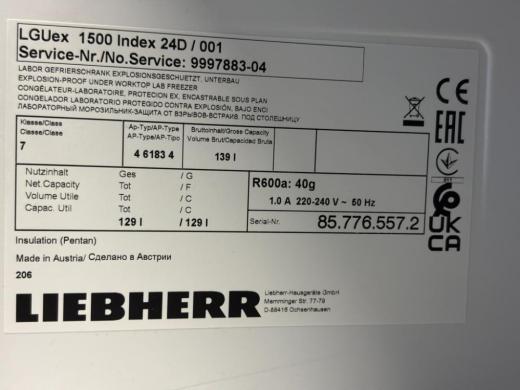 LGUex 1500 Index 24D / 001
Service-Nr./No.Service: 9997883-04
LABOR GEFRIERSCHRANK EXPLOSIONSGESCHUETZT, UNTERBAU
EXPLOSION-PROOF UNDER WORKTOP LAB FREEZER
CONGÉLATEUR-LABORATOIRE, PROTECION EX, ENCASTRABLE SOUS PLAN
CONGELADOR LABORATORIO PROTEGIDO CONTRA EXPLOSIÓN, BAJO ENCI
ЛАБОРАТОРНЫЙ МОРОЗИЛЬНИК-ЗАЩИТА ОТ ВЗРЫВОВ-ВСТРАИВ. ПОД СТОЛЕШНИЦУ
CE
EAC
Klasse/Class
Classe/Classe
7
Ap-Typ/AP-Type
AP-Type/AP-Tipo
4 6183 4
Bruttoinhalt/Gross Capacity
Volume Brut/Capacidad Bruta
139 l
011
UK
CA
Nutzinhalt Ges / G
Net.Capacity Tot / F
Volume Utile Tot / C
Capac. Util Tot / C
129 l / 129 l
R600a: 40g
1.0 A 220-240 V ~ 50 Hz
Serial-Nr. 85.776.557.2
Insulation (Pentan)
Made in Austria/ Сделано в Австрии
206
LIEBHERR
Liebherr-Hausgeräte GmbH
Memminger Str. 77-79
D-88416 Ochsenhausen